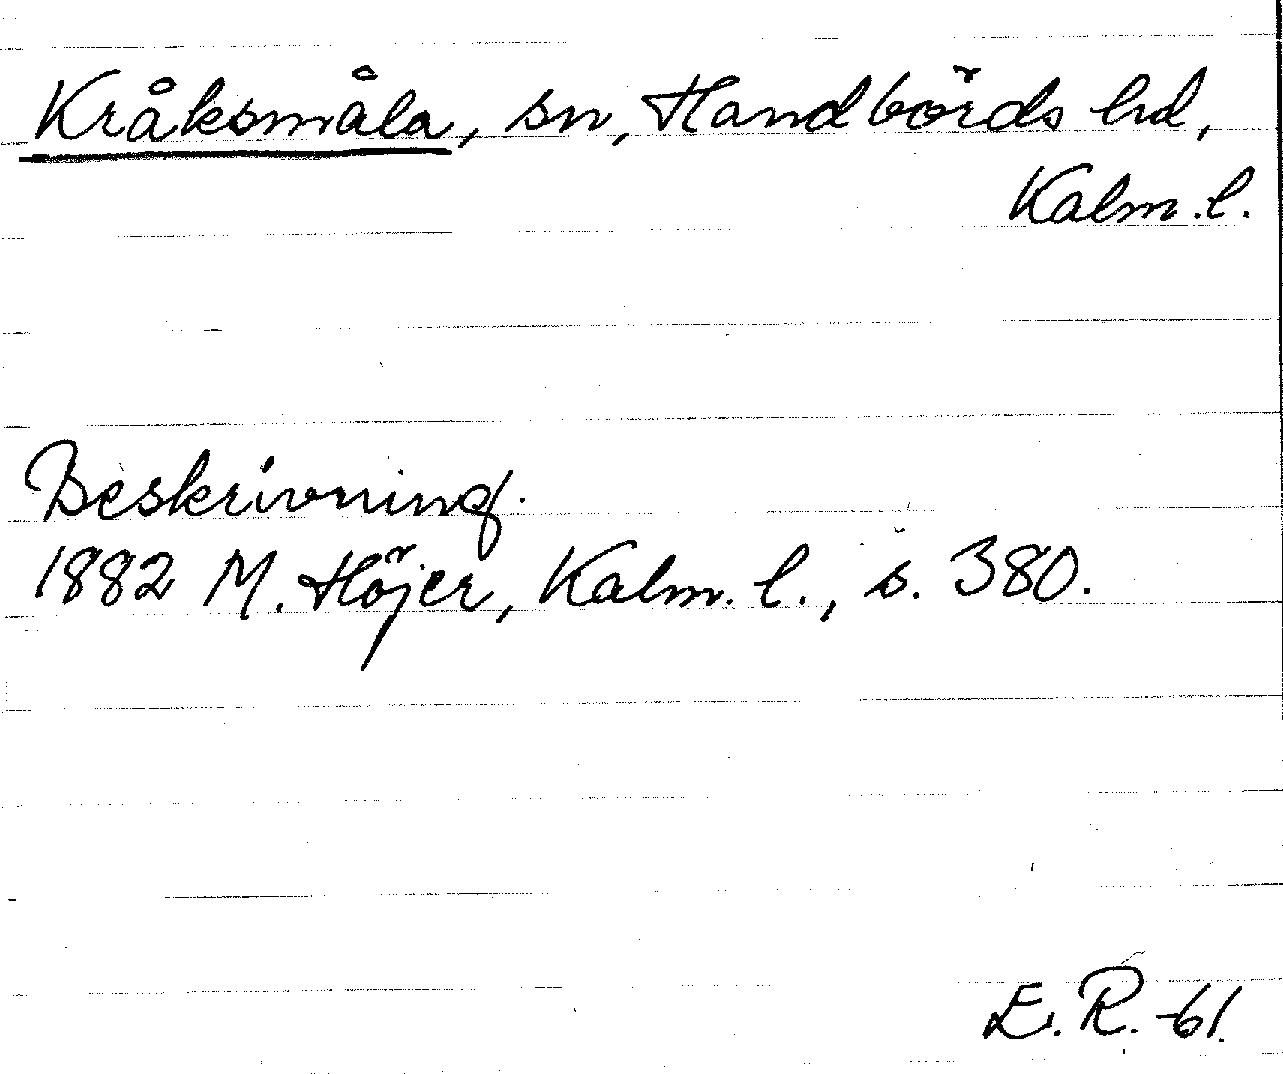 Kråksmåla, sn, Handbörds hd,
Kalm. l.
Beskrivning.
1882 M. Höjer, Kalm. l., s. 380.
E. R. -61.